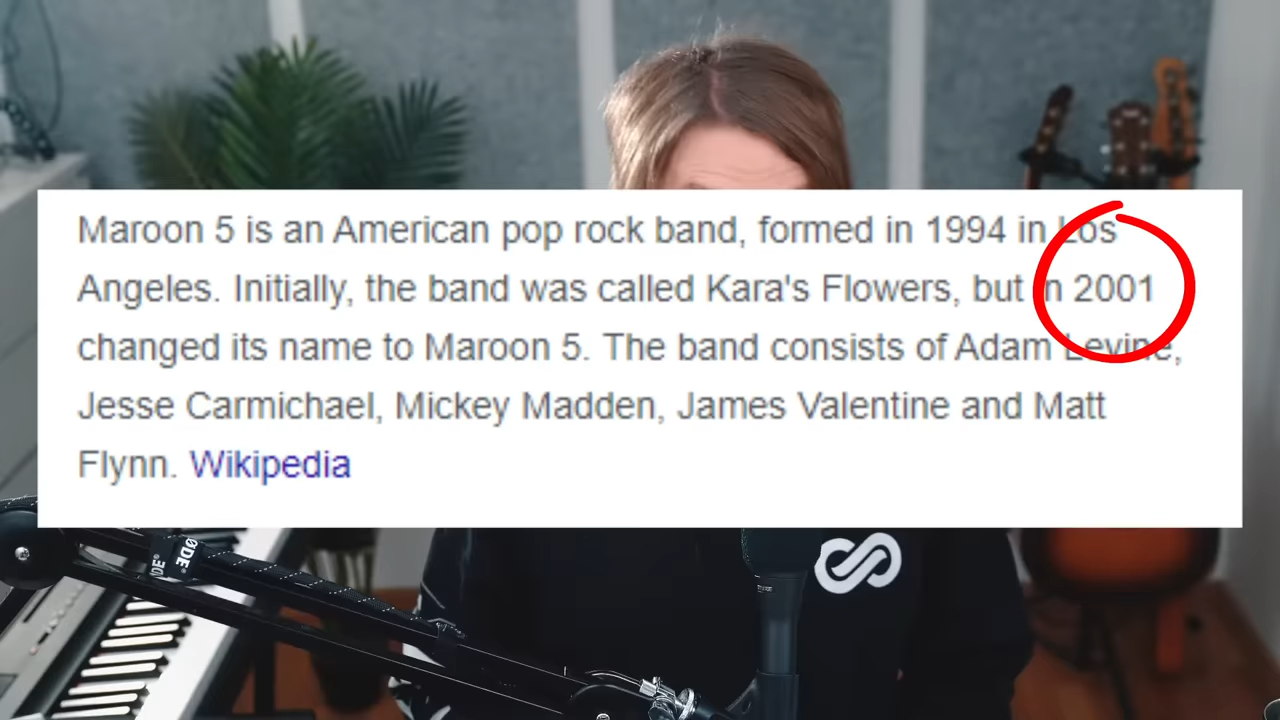 Maroon 5 is an American pop rock band, formed in 1994 in Los
Angeles. Initially, the band was called Kara's Flowers, but in 2001
changed its name to Maroon 5. The band consists of Adam Levine,
Jesse Carmichael, Mickey Madden, James Valentine and Matt
Flynn. Wikipedia
RØDE